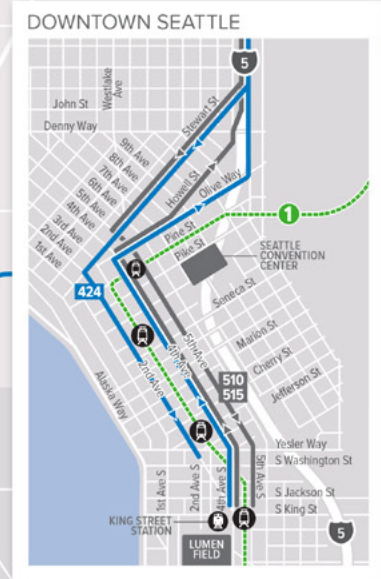 DOWNTOWN SEATTLE
5
Westlake
Ave
John St
Denny Way
Stewart St
9th Ave
8th Ave
7th Ave
6th Ave
5th Ave
4th Ave
3rd Ave
2nd Ave
1st Ave
Howell St
Olive Way
1
Pine St
Pike St
SEATTLE
CONVENTION
CENTER
424
Seneca St
Marion St
Cherry St
Jefferson St
5th Ave
4th Ave
2nd Ave
Alaska Way
510
515
Yesler Way
S Washington St
S Jackson St
S King St
1st Ave S
2nd Ave S
4th Ave S
5th Ave S
KING STREET
STATION
LUMEN
FIELD
5